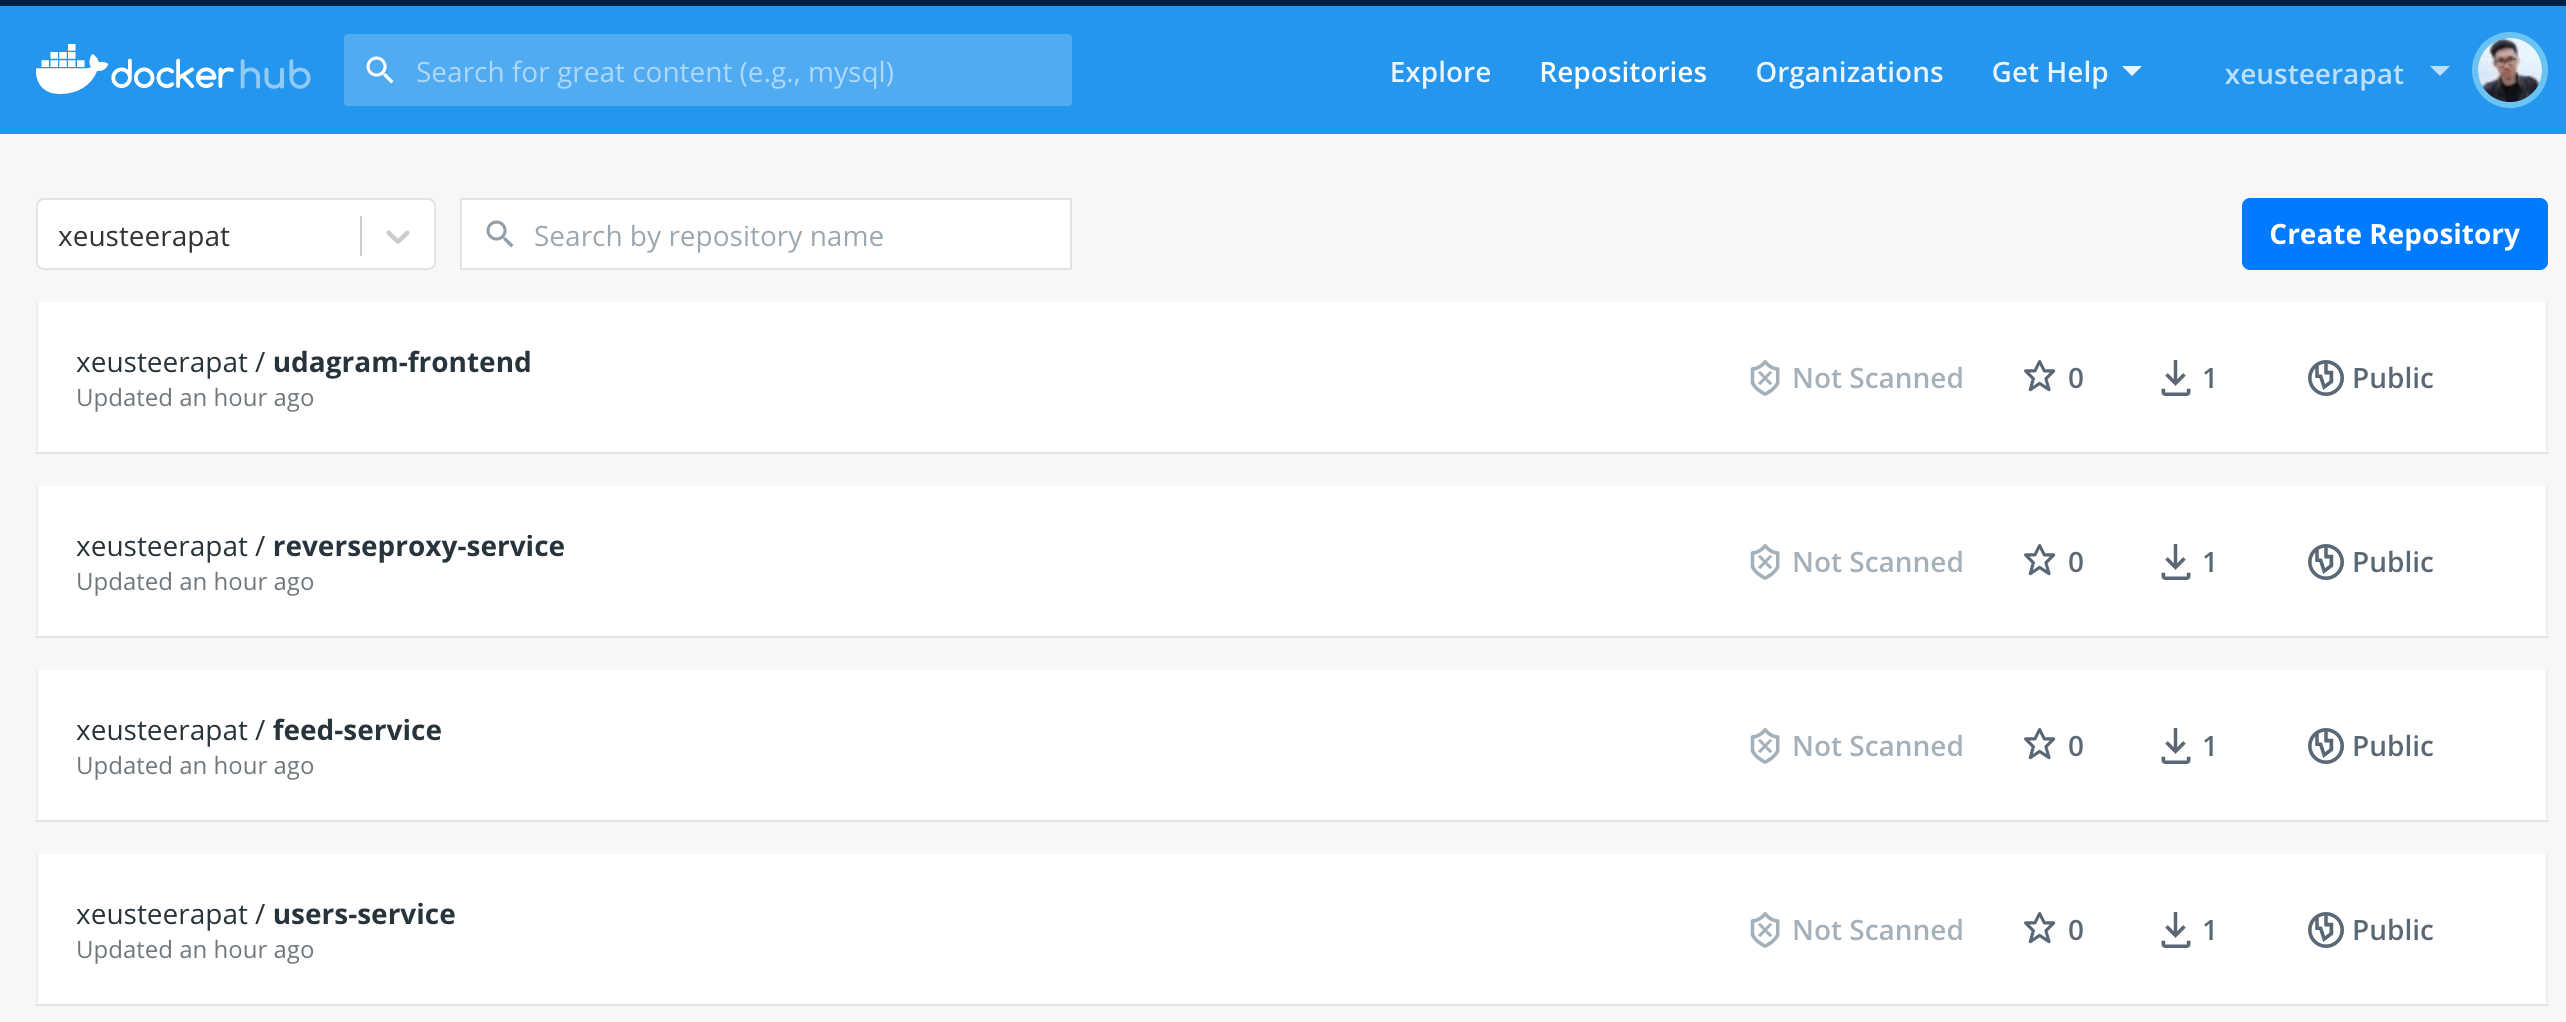 docker hub
Search for great content (e.g., mysql)
Explore Repositories Organizations Get Help xeusteerapat
xeusteerapat
Search by repository name
Create Repository
xeusteerapat / udagram-frontend
Updated an hour ago
Not Scanned 0 1 Public
xeusteerapat / reverseproxy-service
Updated an hour ago
Not Scanned 0 1 Public
xeusteerapat / feed-service
Updated an hour ago
Not Scanned 0 1 Public
xeusteerapat / users-service
Updated an hour ago
Not Scanned 0 1 Public